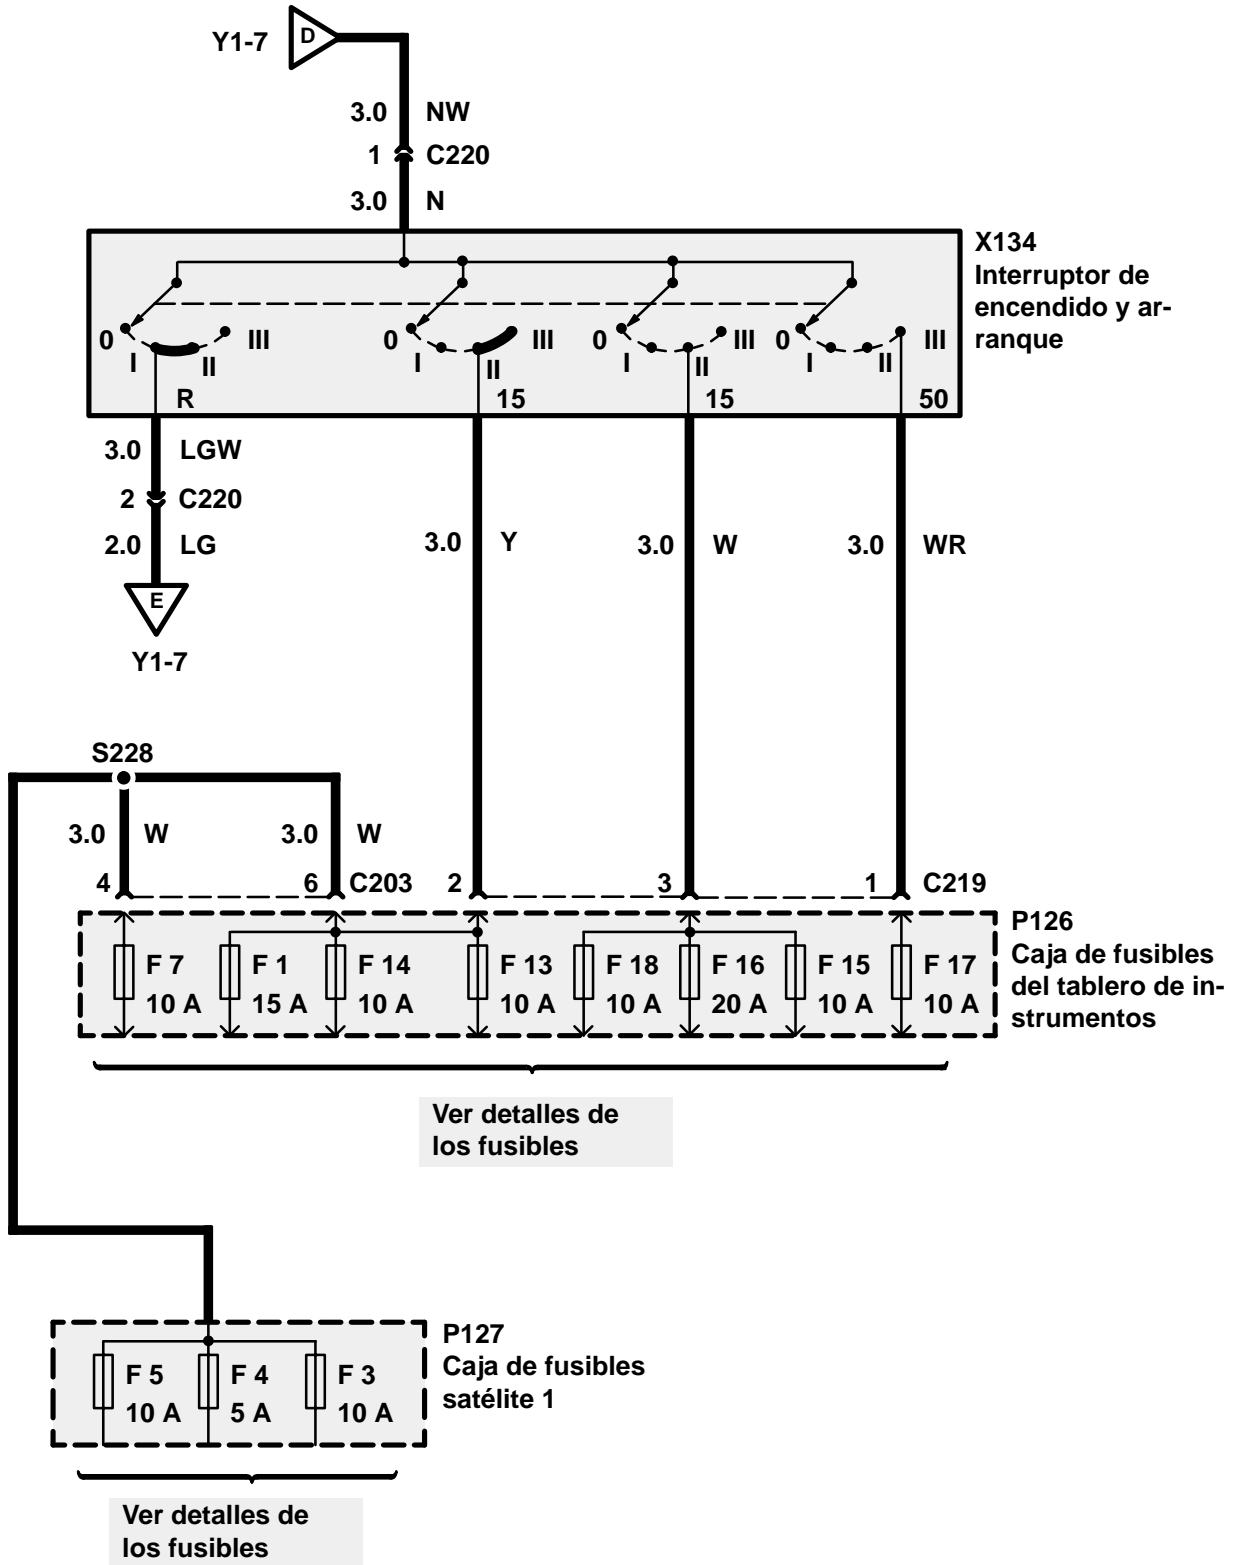 Y1-7 D
3.0 NW
1 C220
3.0 N
X134
Interruptor de
encendido y ar-
ranque
0 I II III 0 I II III 0 I II III 0 I II III
R 15 15 50
3.0 LGW
2 C220
2.0 LG
3.0 Y 3.0 W 3.0 WR
E
Y1-7
S228
3.0 W 3.0 W
4 6 C203 2 3 1 C219
P126
Caja de fusibles
del tablero de in-
strumentos
F 7 F 1 F 14 F 13 F 18 F 16 F 15 F 17
10 A 15 A 10 A 10 A 10 A 20 A 10 A 10 A
Ver detalles de
los fusibles
P127
Caja de fusibles
satélite 1
F 5 F 4 F 3
10 A 5 A 10 A
Ver detalles de
los fusibles